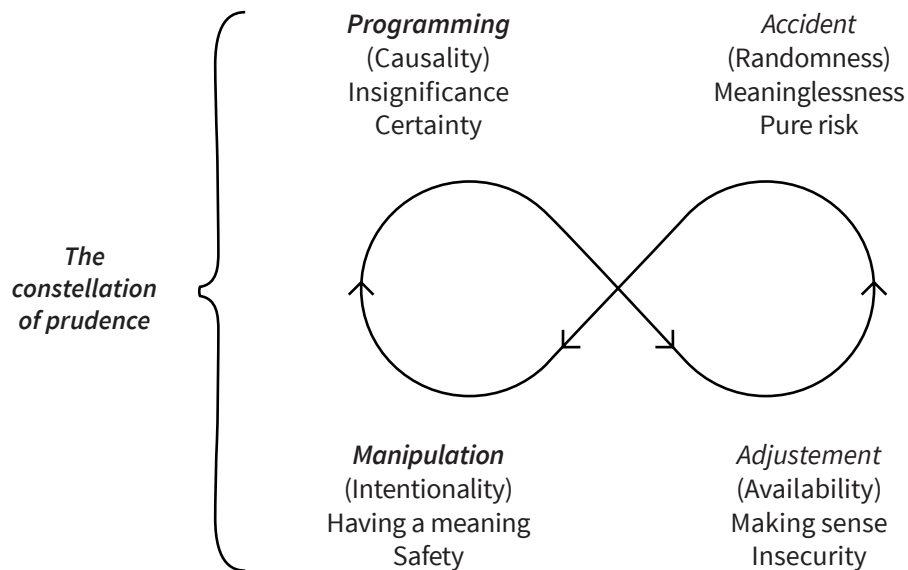 Programming
(Causality)
Insignificance
Certainty
Accident
(Randomness)
Meaninglessness
Pure risk
The
constellation
of prudence
Manipulation
(Intentionality)
Having a meaning
Safety
Adjustement
(Availability)
Making sense
Insecurity